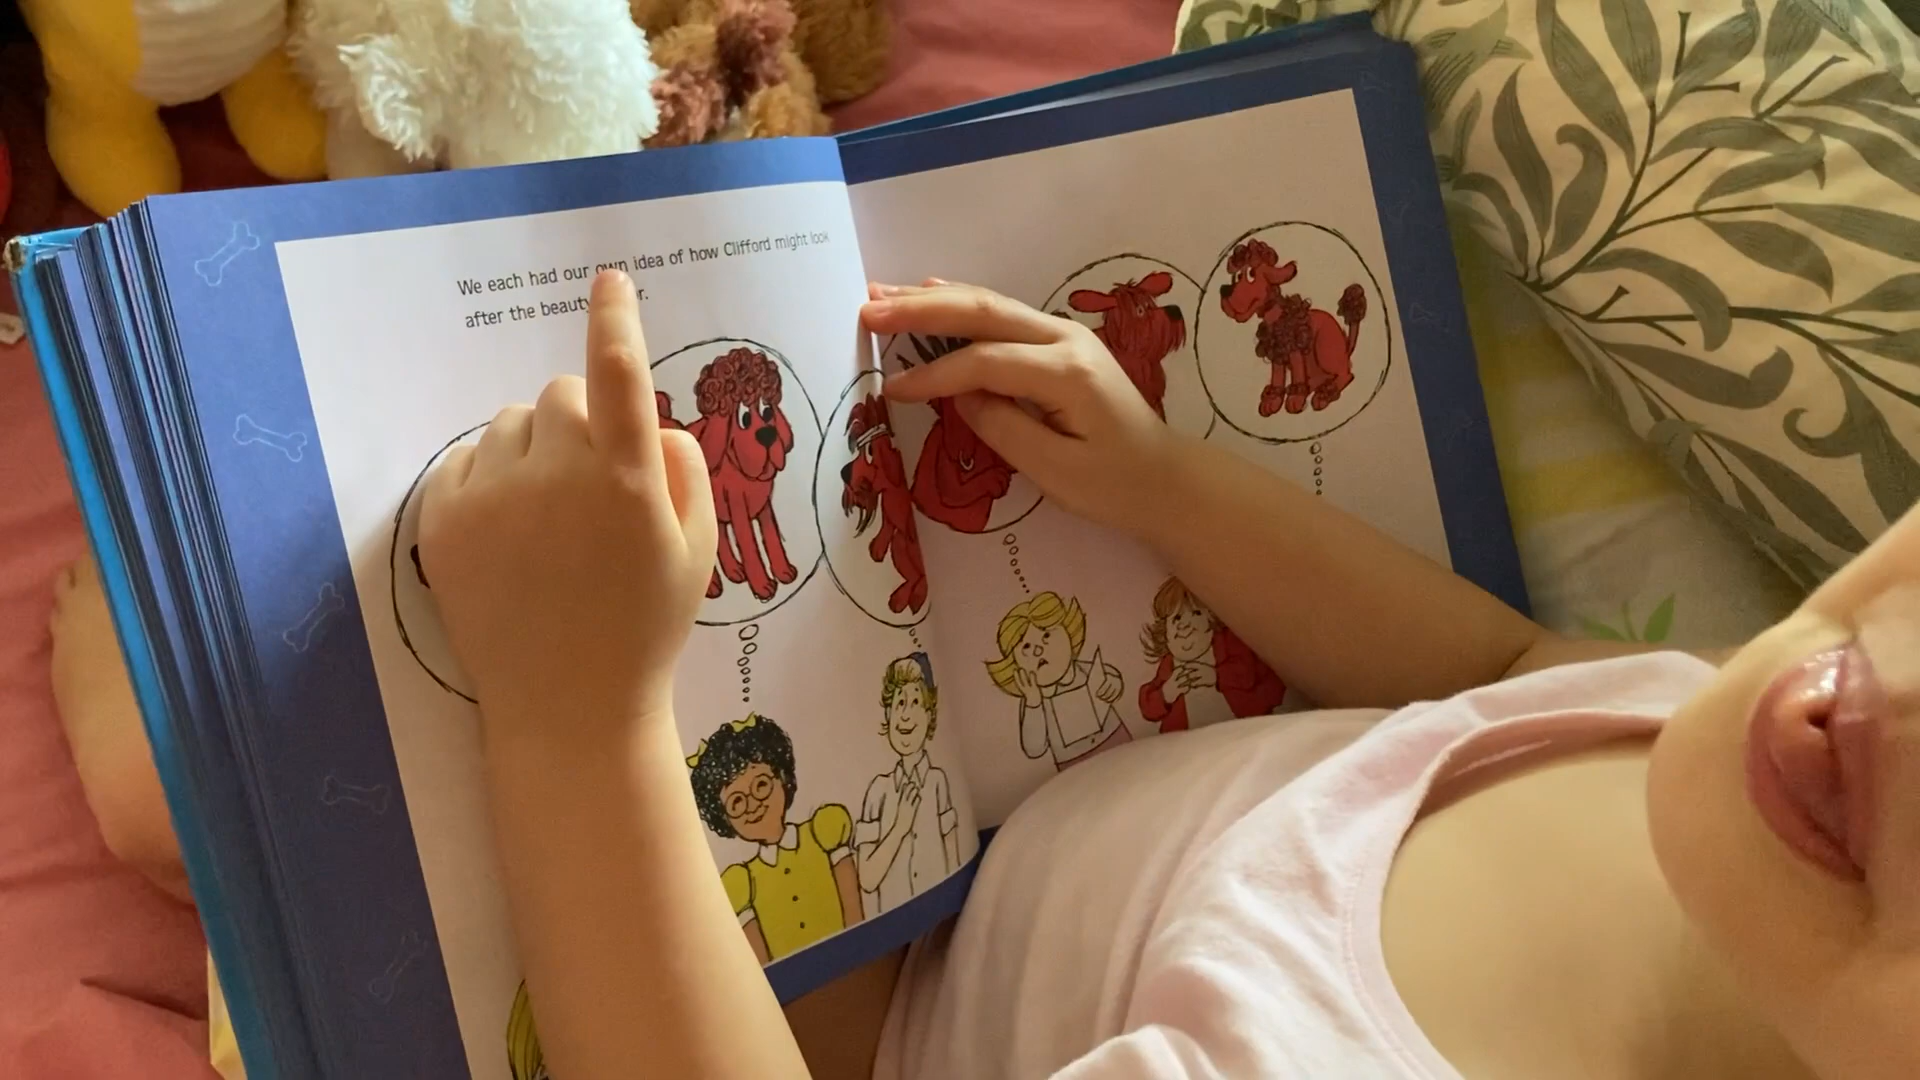 We each had our own idea of how Clifford might look
after the beauty